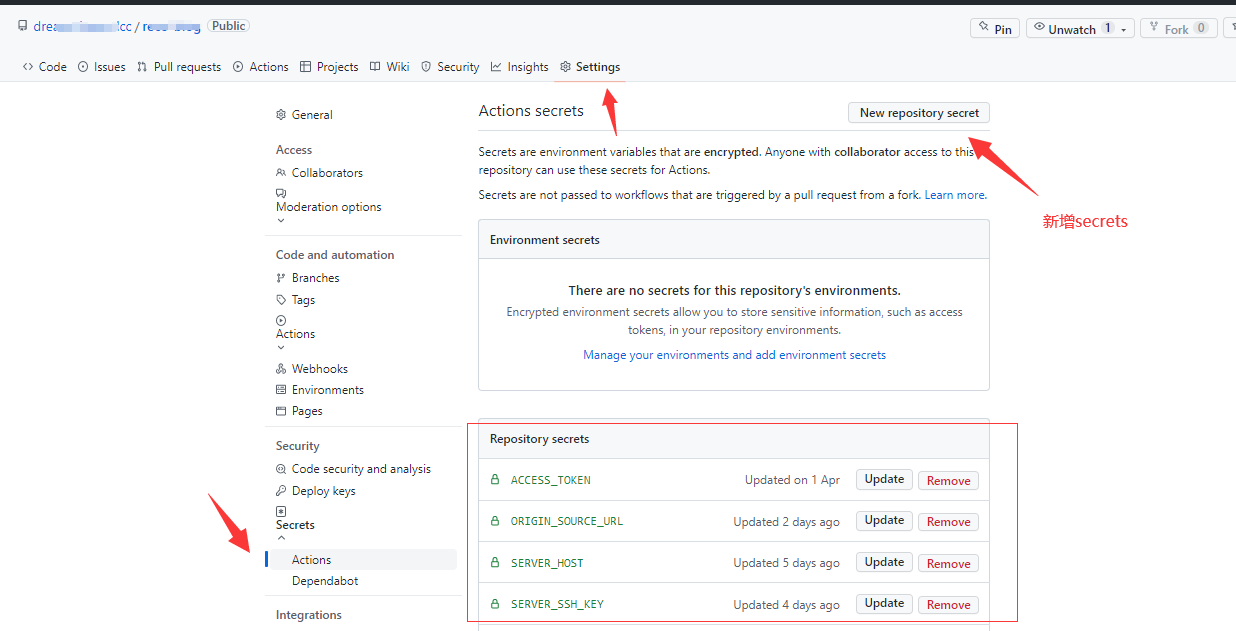 Public
Pin
Unwatch 1
Fork 0
Code Issues Pull requests Actions Projects Wiki Security Insights Settings
General
Access
Collaborators
Moderation options
Code and automation
Branches
Tags
Actions
Webhooks
Environments
Pages
Security
Code security and analysis
Deploy keys
Secrets
Actions
Dependabot
Integrations
Actions secrets
New repository secret
Secrets are environment variables that are encrypted. Anyone with collaborator access to this
repository can use these secrets for Actions.
Secrets are not passed to workflows that are triggered by a pull request from a fork. Learn more.
新增secrets
Environment secrets
There are no secrets for this repository's environments.
Encrypted environment secrets allow you to store sensitive information, such as access
tokens, in your repository environments.
Manage your environments and add environment secrets
Repository secrets
ACCESS_TOKEN Updated on 1 Apr Update Remove
ORIGIN_SOURCE_URL Updated 2 days ago Update Remove
SERVER_HOST Updated 5 days ago Update Remove
SERVER_SSH_KEY Updated 4 days ago Update Remove